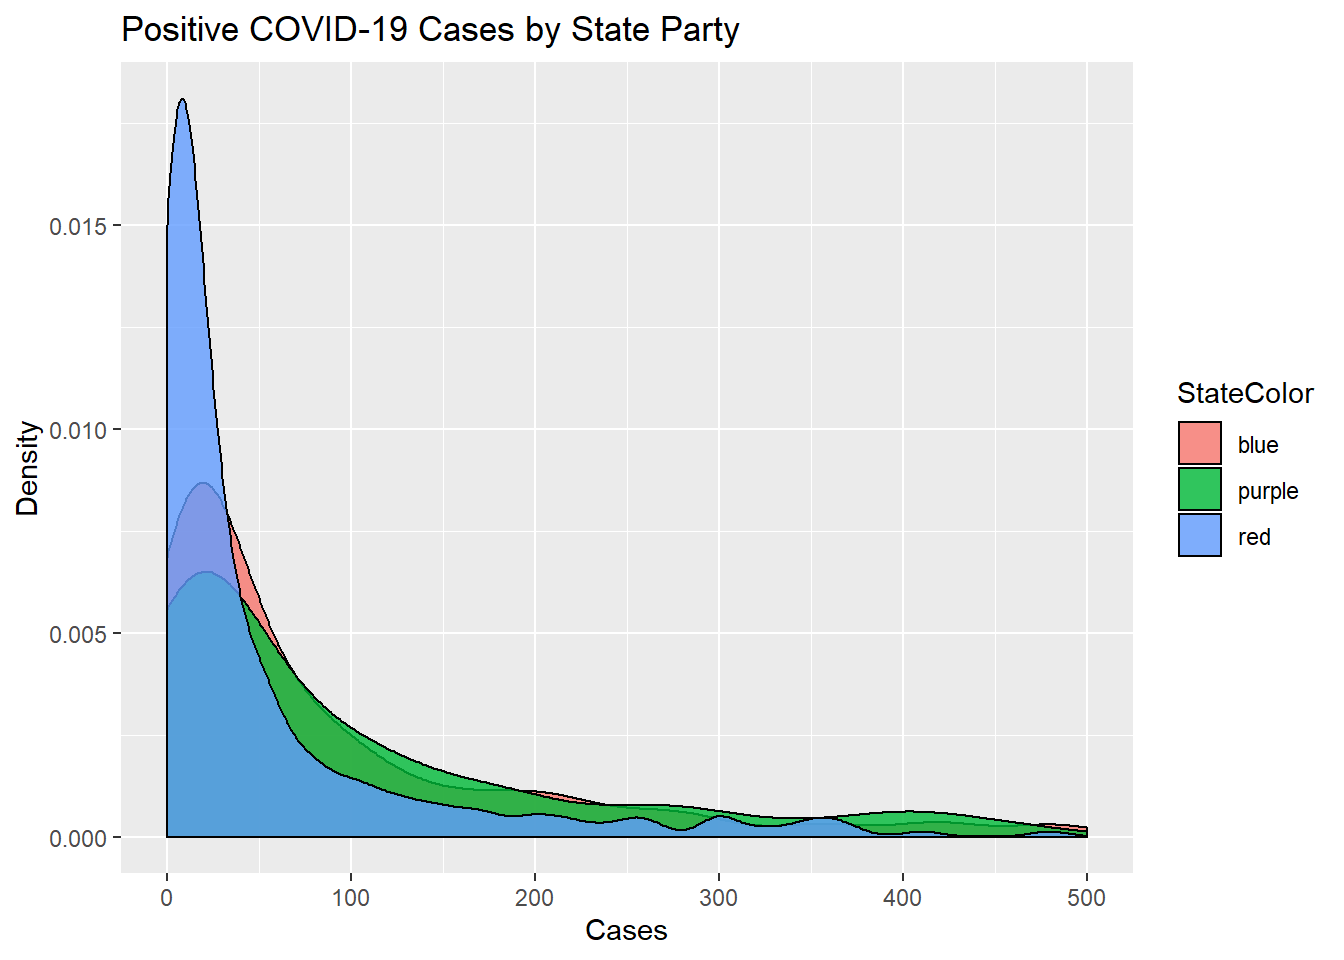 Positive COVID-19 Cases by State Party
Density
0.015
0.010
0.005
0.000
0 100 200 300 400 500
Cases
StateColor
blue
purple
red